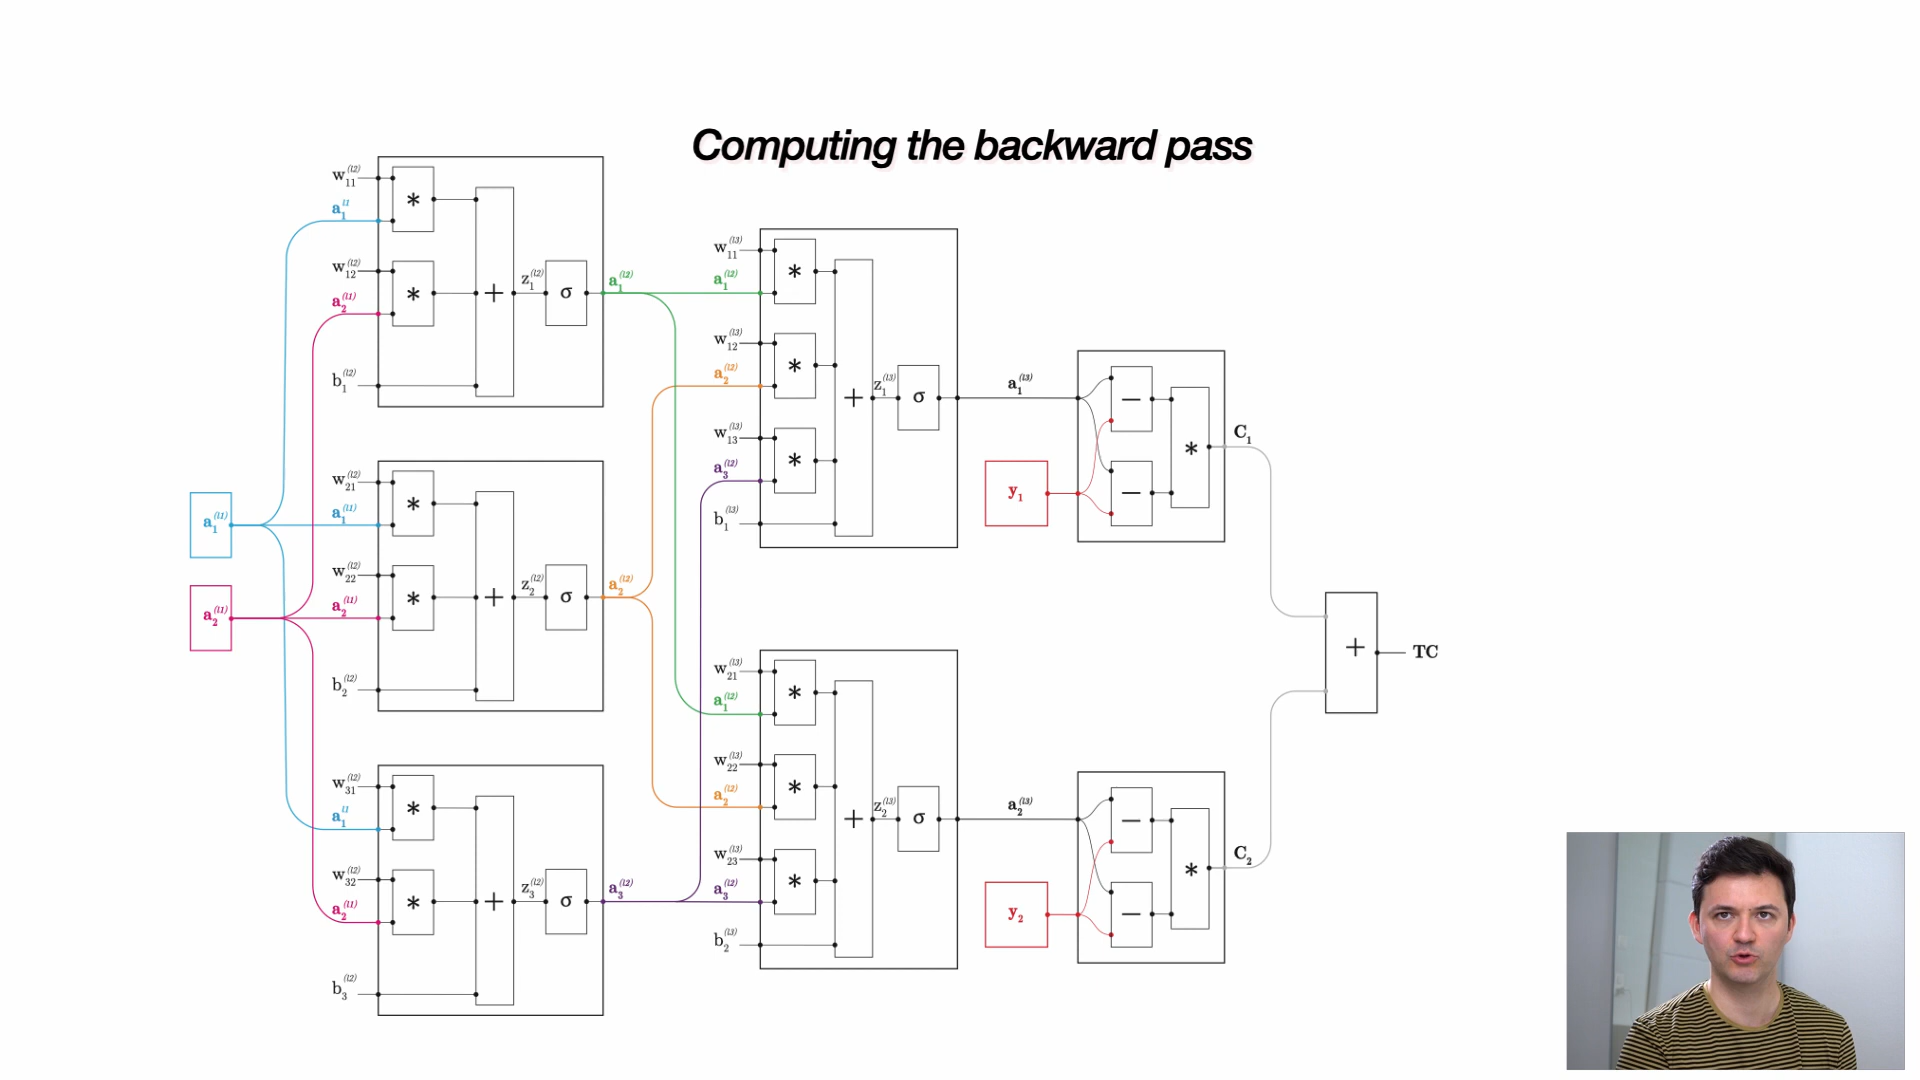 Computing the backward pass
w11(l2)
a1l1
*
w12(l2)
a2(l1)
*
+
z1(l2)
σ
a1(l2)
b1(l2)
w21(l2)
a1(l1)
*
w22(l2)
a2(l1)
*
+
z2(l2)
σ
a2(l2)
b2(l2)
w31(l2)
a1l1
*
w32(l2)
a2(l1)
*
+
z3(l2)
σ
a3(l2)
b3(l2)
a1(l1)
a2(l1)
w11(l3)
a1(l2)
*
w12(l3)
a2(l2)
*
w13(l3)
a3(l2)
*
b1(l3)
+
z1(l3)
σ
a1(l3)
w21(l3)
a1(l2)
*
w22(l3)
a2(l2)
*
w23(l3)
a3(l2)
*
b2(l3)
+
z2(l3)
σ
a2(l3)
y1
−
−
*
C1
y2
−
−
*
C2
+
TC